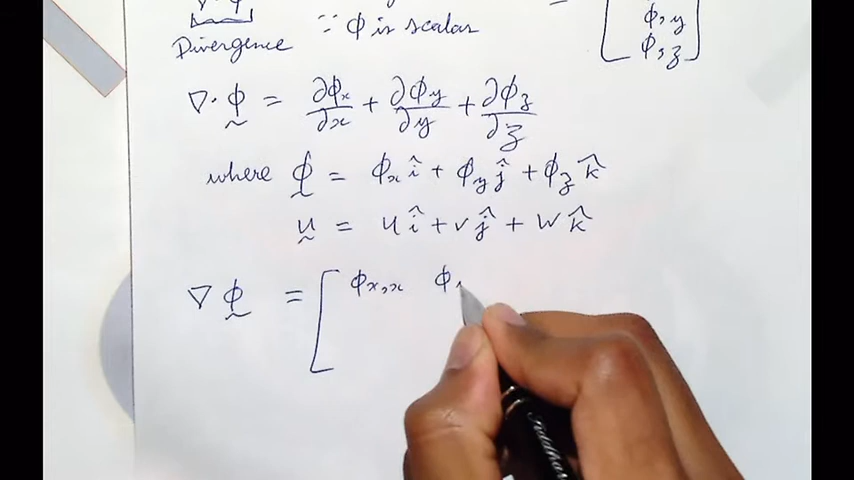 Divergence ∵ ϕ is scalar
= [ ϕ,y
ϕ,z ]
∇·ϕ̰ = ∂ϕx/∂x + ∂ϕy/∂y + ∂ϕz/∂z
where ϕ̰ = ϕx î + ϕy ĵ + ϕz k̂
ṵ = u î + v ĵ + w k̂
∇ ϕ̰ = [ ϕx,x ϕ